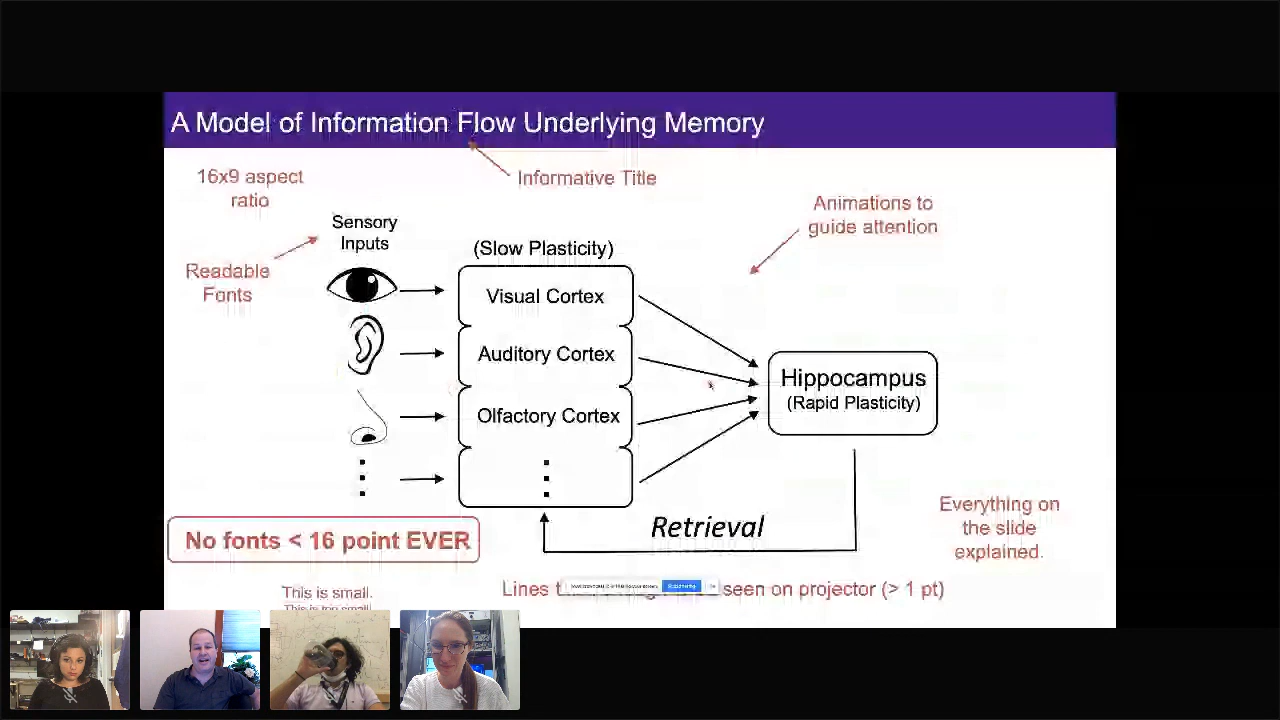 A Model of Information Flow Underlying Memory
16x9 aspect
ratio
Informative Title
Animations to
guide attention
Sensory
Inputs
Readable
Fonts
(Slow Plasticity)
Visual Cortex
Auditory Cortex
Olfactory Cortex
Hippocampus
(Rapid Plasticity)
Retrieval
Everything on
the slide
explained.
No fonts < 16 point EVER
Lines seen on projector (> 1 pt)
This is small.
This is too small